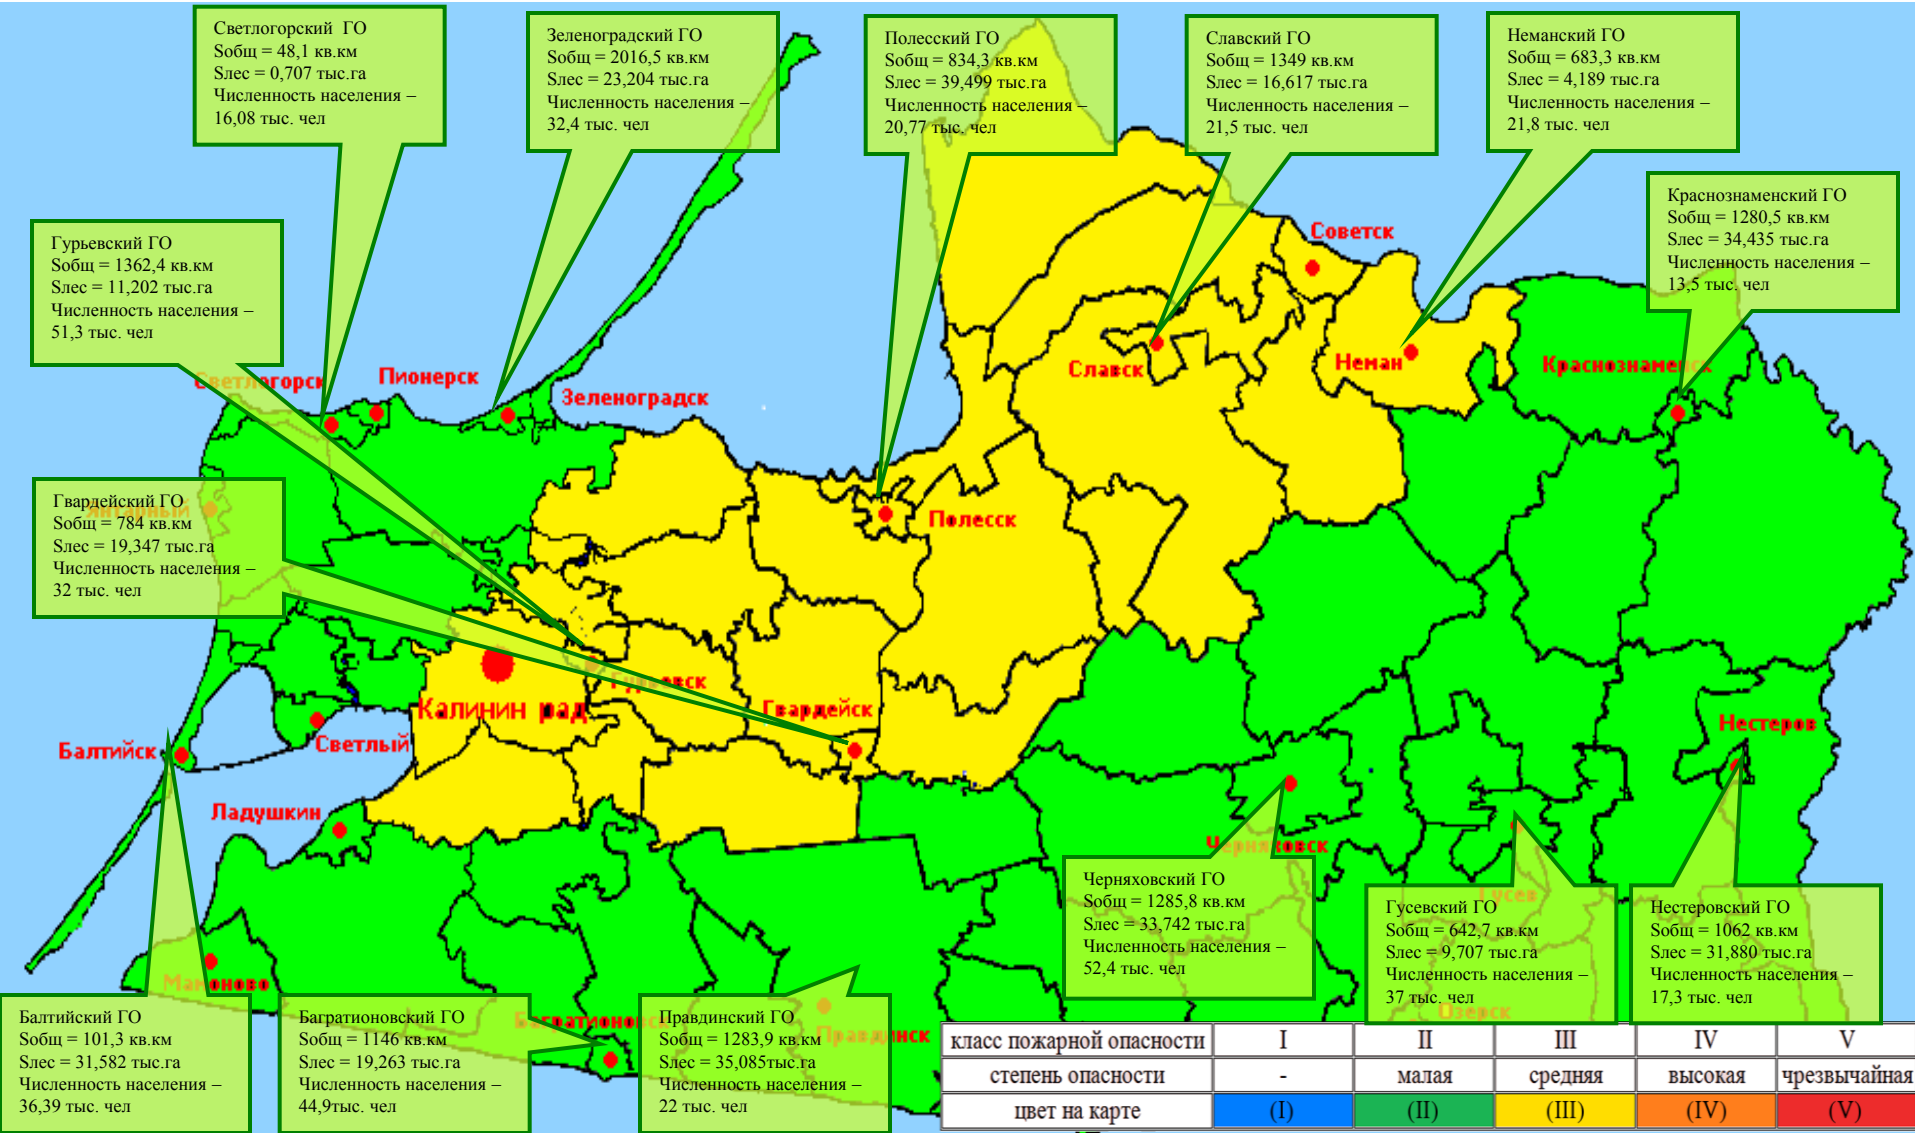 Светлогорский ГО
Sобщ = 48,1 кв.км
Sлес = 0,707 тыс.га
Численность населения –
16,08 тыс. чел
Зеленоградский ГО
Sобщ = 2016,5 кв.км
Sлес = 23,204 тыс.га
Численность населения –
32,4 тыс. чел
Полесский ГО
Sобщ = 834,3 кв.км
Sлес = 39,499 тыс.га
Численность населения –
20,77 тыс. чел
Славский ГО
Sобщ = 1349 кв.км
Sлес = 16,617 тыс.га
Численность населения –
21,5 тыс. чел
Неманский ГО
Sобщ = 683,3 кв.км
Sлес = 4,189 тыс.га
Численность населения –
21,8 тыс. чел
Краснознаменский ГО
Sобщ = 1280,5 кв.км
Sлес = 34,435 тыс.га
Численность населения –
13,5 тыс. чел
Гурьевский ГО
Sобщ = 1362,4 кв.км
Sлес = 11,202 тыс.га
Численность населения –
51,3 тыс. чел
Советск
Светлогорск
Пионерск
Зеленоградск
Славск
Неман
Краснознаменск
Гвардейский ГО
Sобщ = 784 кв.км
Sлес = 19,347 тыс.га
Численность населения –
32 тыс. чел
Янтарный
Полесск
Гурьевск
Калинин рад
Гвардейск
Нестеров
Балтийск
Светлый
Ладушкин
Черняховск
Гусев
Мамоново
Багратионовск
Правдинск
Озерск
Черняховский ГО
Sобщ = 1285,8 кв.км
Sлес = 33,742 тыс.га
Численность населения –
52,4 тыс. чел
Гусевский ГО
Sобщ = 642,7 кв.км
Sлес = 9,707 тыс.га
Численность населения –
37 тыс. чел
Нестеровский ГО
Sобщ = 1062 кв.км
Sлес = 31,880 тыс.га
Численность населения –
17,3 тыс. чел
Балтийский ГО
Sобщ = 101,3 кв.км
Sлес = 31,582 тыс.га
Численность населения –
36,39 тыс. чел
Багратионовский ГО
Sобщ = 1146 кв.км
Sлес = 19,263 тыс.га
Численность населения –
44,9тыс. чел
Правдинский ГО
Sобщ = 1283,9 кв.км
Sлес = 35,085тыс.га
Численность населения –
22 тыс. чел
класс пожарной опасности I II III IV V
степень опасности - малая средняя высокая чрезвычайная
цвет на карте (I) (II) (III) (IV) (V)